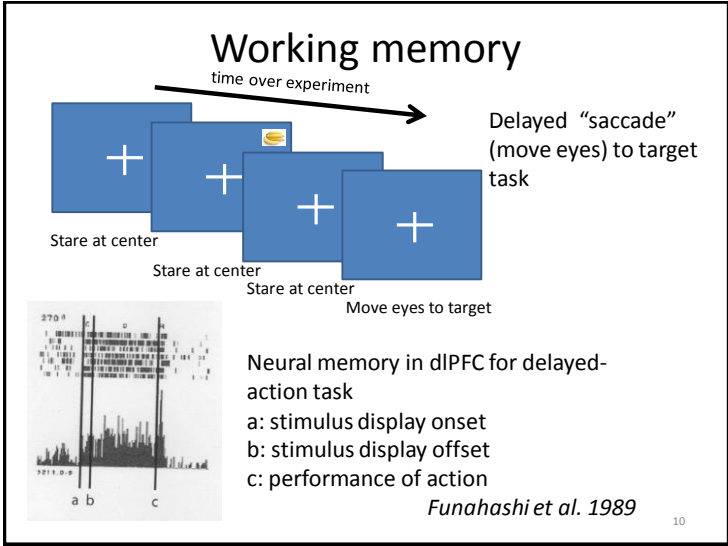 Working memory
time over experiment
Delayed “saccade”
(move eyes) to target
task
Stare at center
Stare at center
Stare at center
Move eyes to target
270
C D R
Neural memory in dlPFC for delayed-
action task
a: stimulus display onset
b: stimulus display offset
c: performance of action
a b c
Funahashi et al. 1989
10